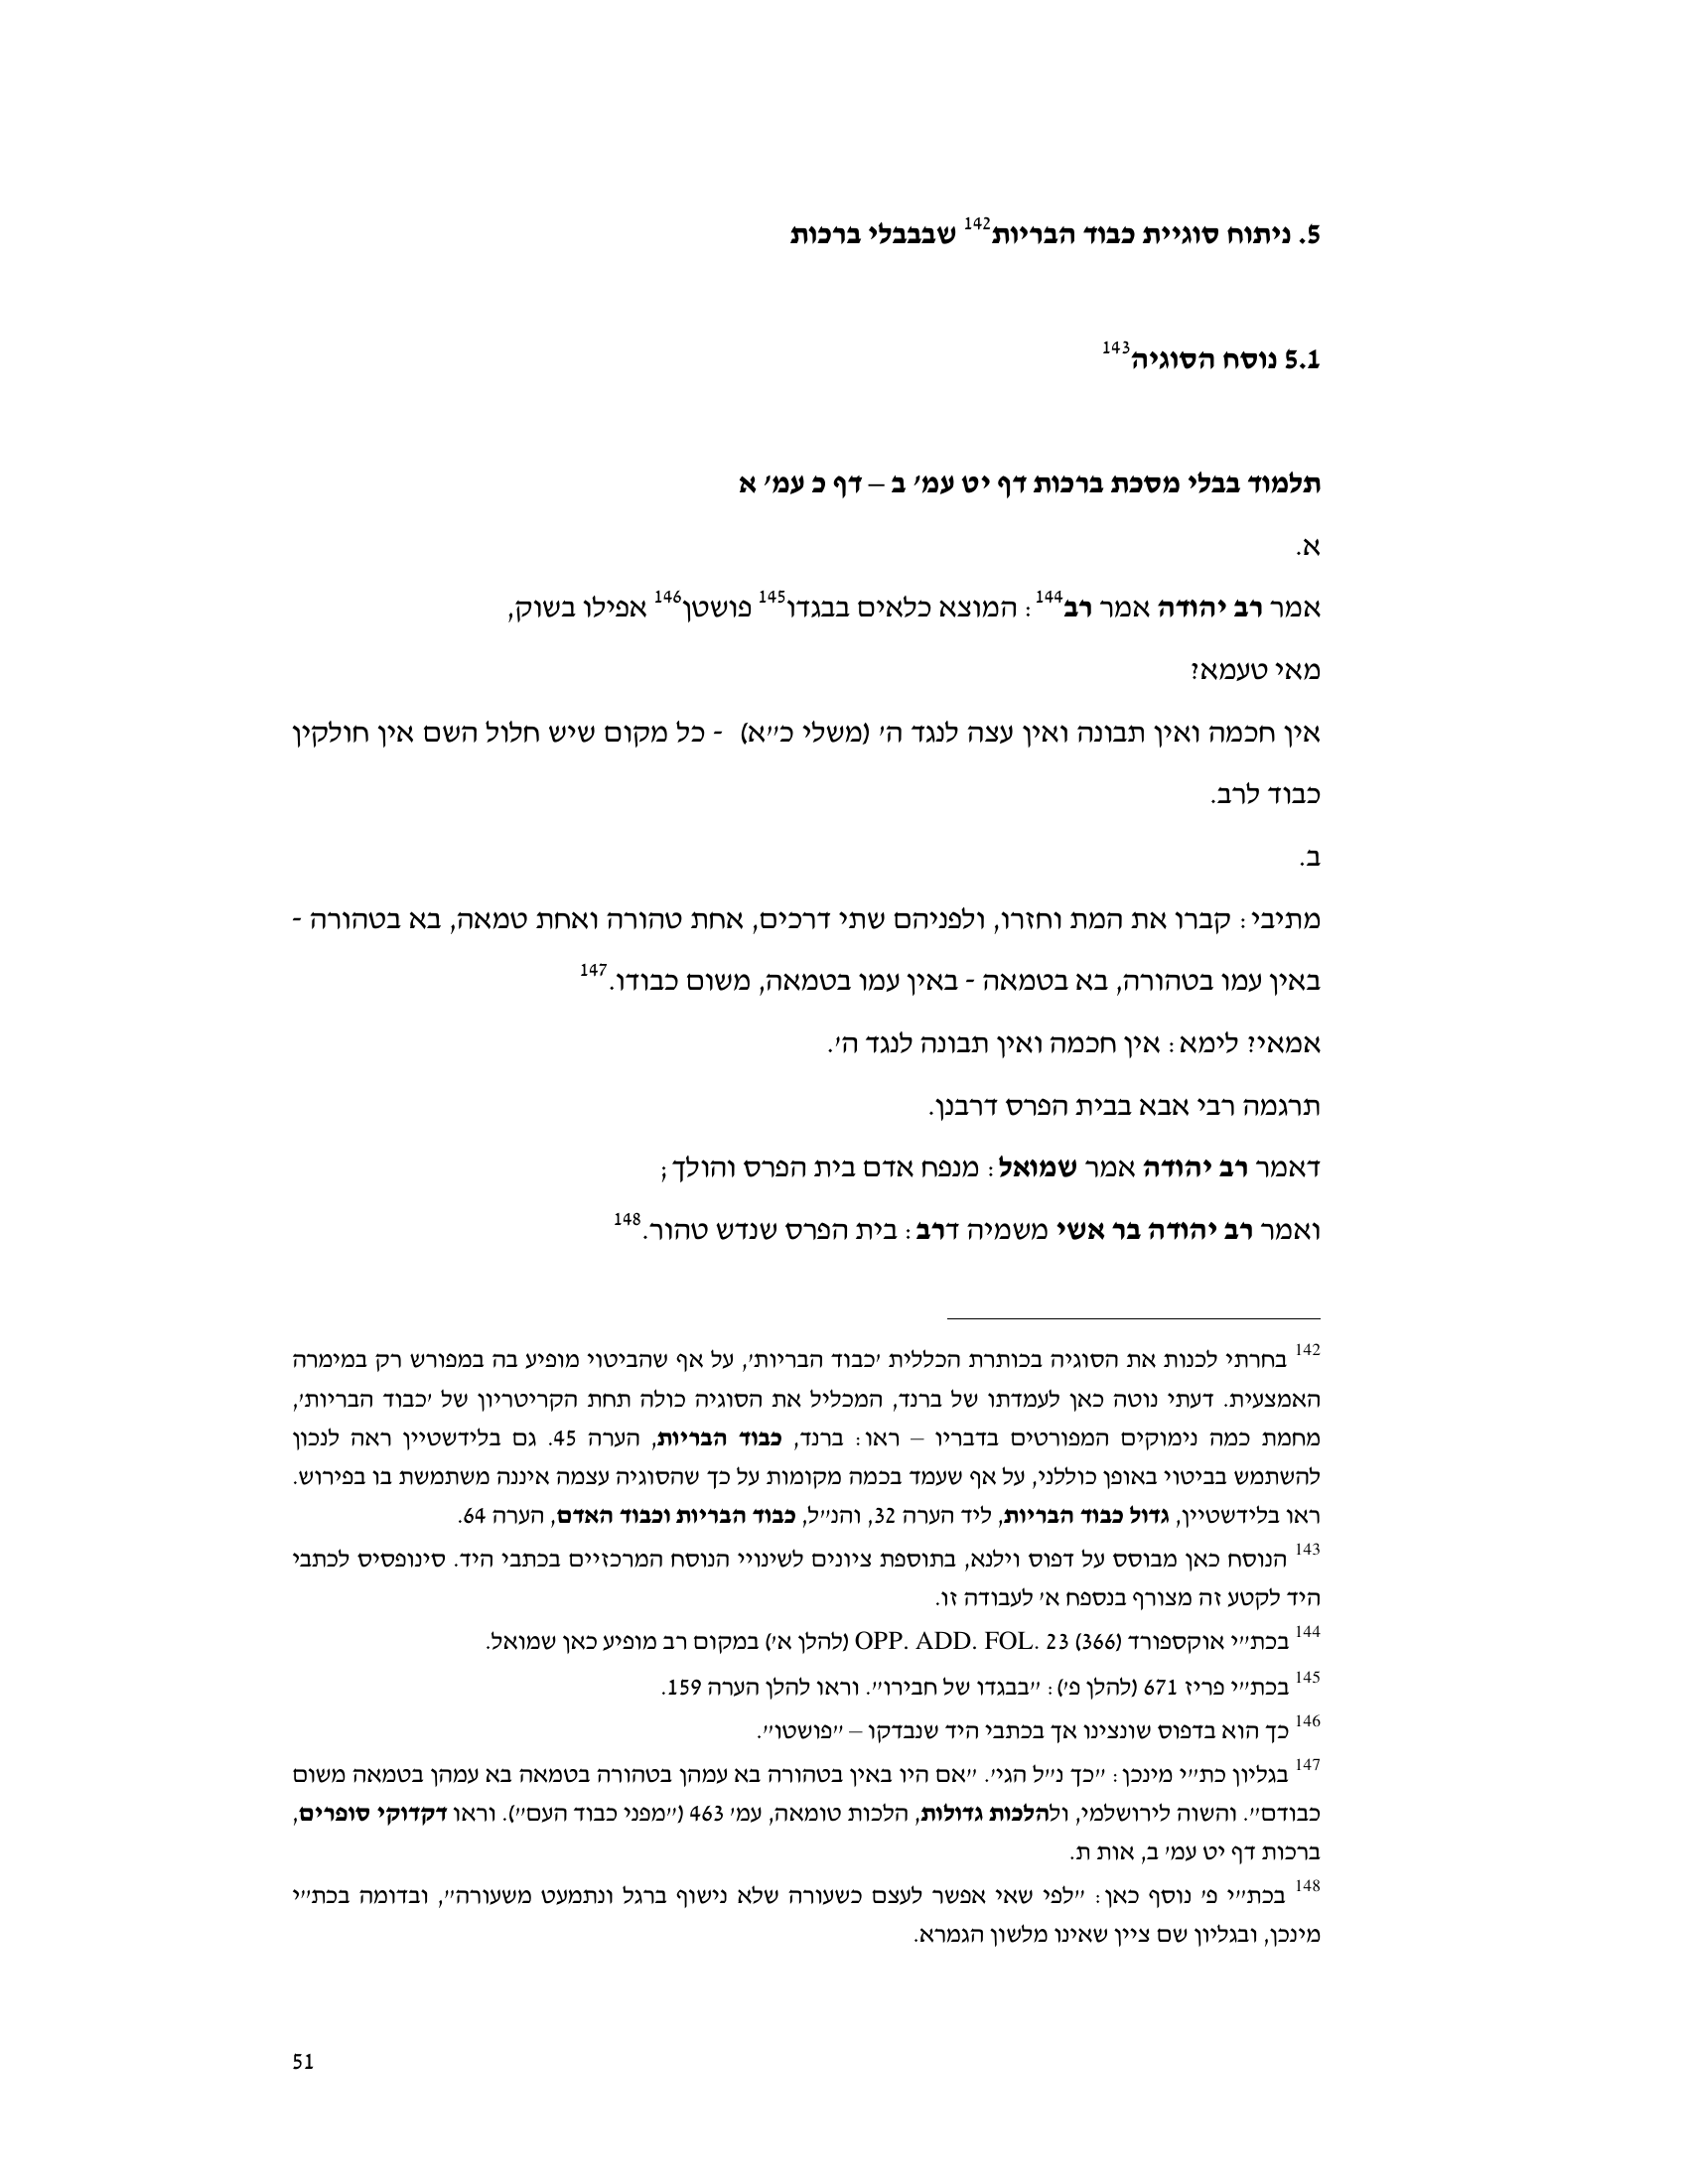 5. ניתוח סוגיית כבוד הבריות142 שבבבלי ברכות
5.1 נוסח הסוגיה143
תלמוד בבלי מסכת ברכות דף יט עמ' ב – דף כ עמ' א
א.
אמר רב יהודה אמר רב144: המוצא כלאים בבגדו145 פושטן146 אפילו בשוק,
מאי טעמא?
אין חכמה ואין תבונה ואין עצה לנגד ה' (משלי כ"א) - כל מקום שיש חלול השם אין חולקין
כבוד לרב.
ב.
מתיבי: קברו את המת וחזרו, ולפניהם שתי דרכים, אחת טהורה ואחת טמאה, בא בטהורה -
באין עמו בטהורה, בא בטמאה - באין עמו בטמאה, משום כבודו.147
אמאי? לימא: אין חכמה ואין תבונה לנגד ה'.
תרגמה רבי אבא בבית הפרס דרבנן.
דאמר רב יהודה אמר שמואל: מנפח אדם בית הפרס והולך;
ואמר רב יהודה בר אשי משמיה דרב: בית הפרס שנדש טהור.148
142 בחרתי לכנות את הסוגיה בכותרת הכללית 'כבוד הבריות', על אף שהביטוי מופיע בה במפורש רק במימרה
האמצעית. דעתי נוטה כאן לעמדתו של ברנד, המכליל את הסוגיה כולה תחת הקריטריון של 'כבוד הבריות',
מחמת כמה נימוקים המפורטים בדבריו – ראו: ברנד, כבוד הבריות, הערה 45. גם בלידשטיין ראה לנכון
להשתמש בביטוי באופן כוללני, על אף שעמד בכמה מקומות על כך שהסוגיה עצמה איננה משתמשת בו בפירוש.
ראו בלידשטיין, גדול כבוד הבריות, ליד הערה 32, והנ"ל, כבוד הבריות וכבוד האדם, הערה 64.
143 הנוסח כאן מבוסס על דפוס וילנא, בתוספת ציונים לשינויי הנוסח המרכזיים בכתבי היד. סינופסיס לכתבי
היד לקטע זה מצורף בנספח א' לעבודה זו.
144 בכת"י אוקספורד OPP. ADD. FOL. 23 (366) (להלן א') במקום רב מופיע כאן שמואל.
145 בכת"י פריז 671 (להלן פ'): "בבגדו של חבירו". וראו להלן הערה 159.
146 כך הוא בדפוס שונצינו אך בכתבי היד שנבדקו – "פושטו".
147 בגליון כת"י מינכן: "כך נ"ל הגי'. "אם היו באין בטהורה בא עמהן בטהורה בטמאה בא עמהן בטמאה משום
כבודם". והשוה לירושלמי, ולהלכות גדולות, הלכות טומאה, עמ' 463 ("מפני כבוד העם"). וראו דקדוקי סופרים,
ברכות דף יט עמ' ב, אות ת.
148 בכת"י פ' נוסף כאן: "לפי שאי אפשר לעצם כשעורה שלא נישוף ברגל ונתמעט משעורה", ובדומה בכת"י
מינכן, ובגליון שם ציין שאינו מלשון הגמרא.
51